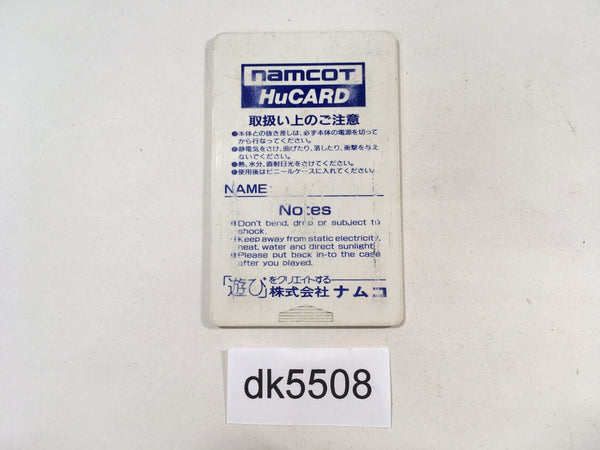 namcoT
HuCARD
取扱い上のご注意
●本体との抜き差しは、必ず本体の電源を切って
から行なってください。
●静電気をさけ、曲げたり、落したり、衝撃を与え
ないでください。
●熱、水分、直射日光をさけてください。
●使用後はビニールケースに入れてください。
NAME
Notes
●Don't bend, drop or subject to
shock.
●Keep away from static electricity,
heat, water and direct sunlight.
●Please put back in-to the case
after you played.
「遊び」をクリエイトする
株式会社ナムコ
dk5508